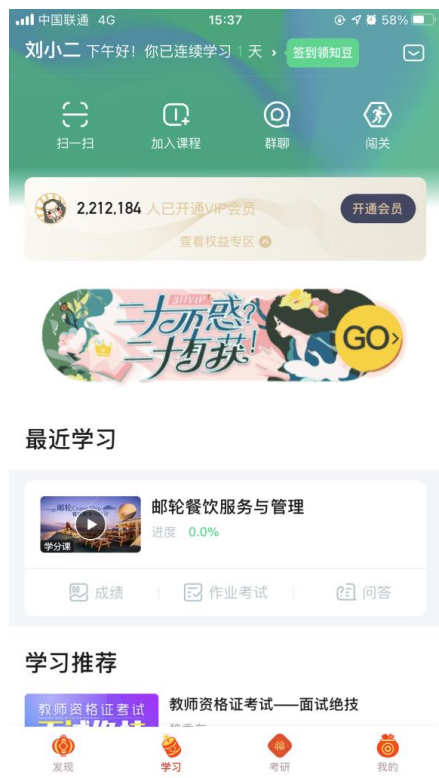 中国联通 4G 15:37 58%
刘小二 下午好！你已连续学习 1 天 › 签到领知豆
扫一扫 加入课程 群聊 闯关
2,212,184 人已开通VIP会员 开通会员
查看权益专区
二十不惑？
二十有获！
GO›
最近学习
邮轮餐饮服务与管理
进度 0.0%
学分课
成绩 作业考试 问答
学习推荐
教师资格证考试
教师资格证考试——面试绝技
发现 学习 考研 我的